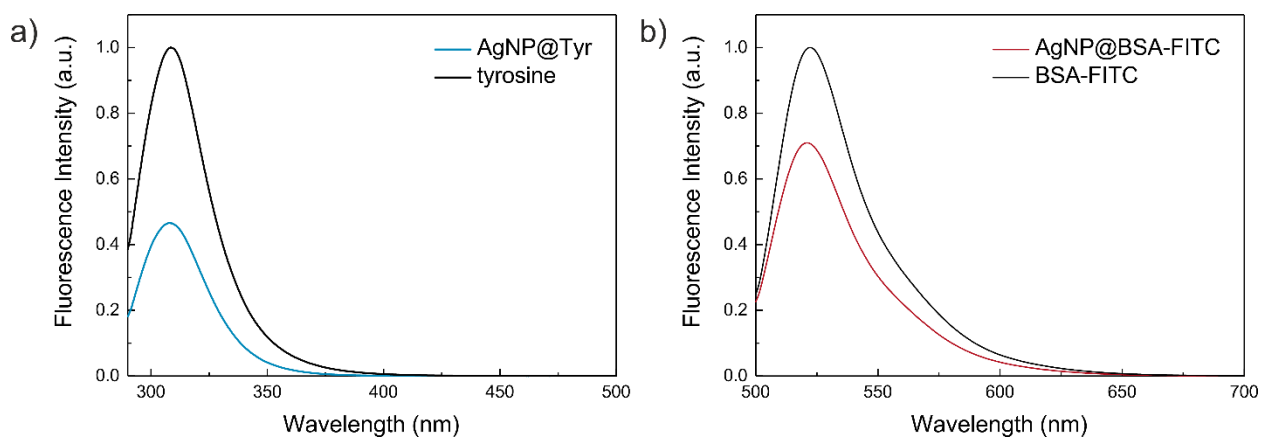 a)
AgNP@Tyr
tyrosine
Fluorescence Intensity (a.u.)
1.0
0.8
0.6
0.4
0.2
0.0
300
350
400
450
500
Wavelength (nm)
b)
AgNP@BSA-FITC
BSA-FITC
Fluorescence Intensity (a.u.)
1.0
0.8
0.6
0.4
0.2
0.0
500
550
600
650
700
Wavelength (nm)